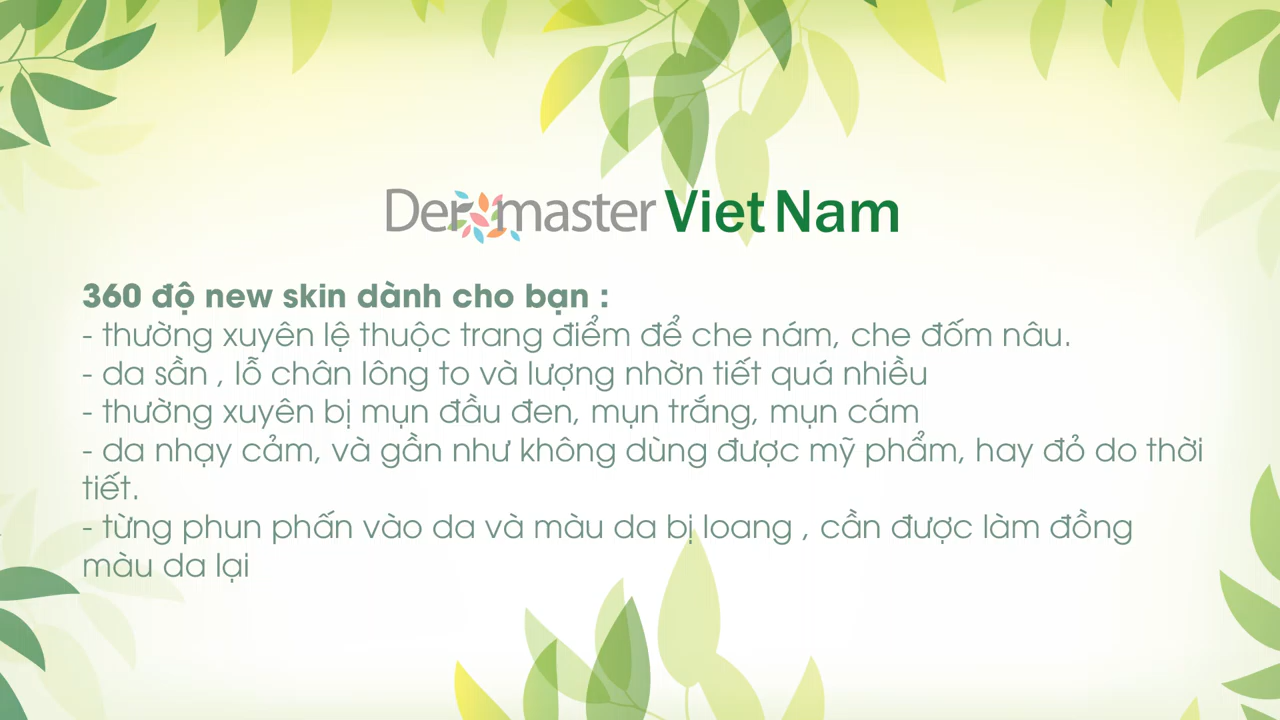 Dermaster Viet Nam
360 độ new skin dành cho bạn :
- thường xuyên lệ thuộc trang điểm để che nám, che đốm nâu.
- da sần , lỗ chân lông to và lượng nhờn tiết quá nhiều
- thường xuyên bị mụn đầu đen, mụn trắng, mụn cám
- da nhạy cảm, và gần như không dùng được mỹ phẩm, hay đỏ do thời
tiết.
- từng phun phấn vào da và màu da bị loang , cần được làm đồng
màu da lại